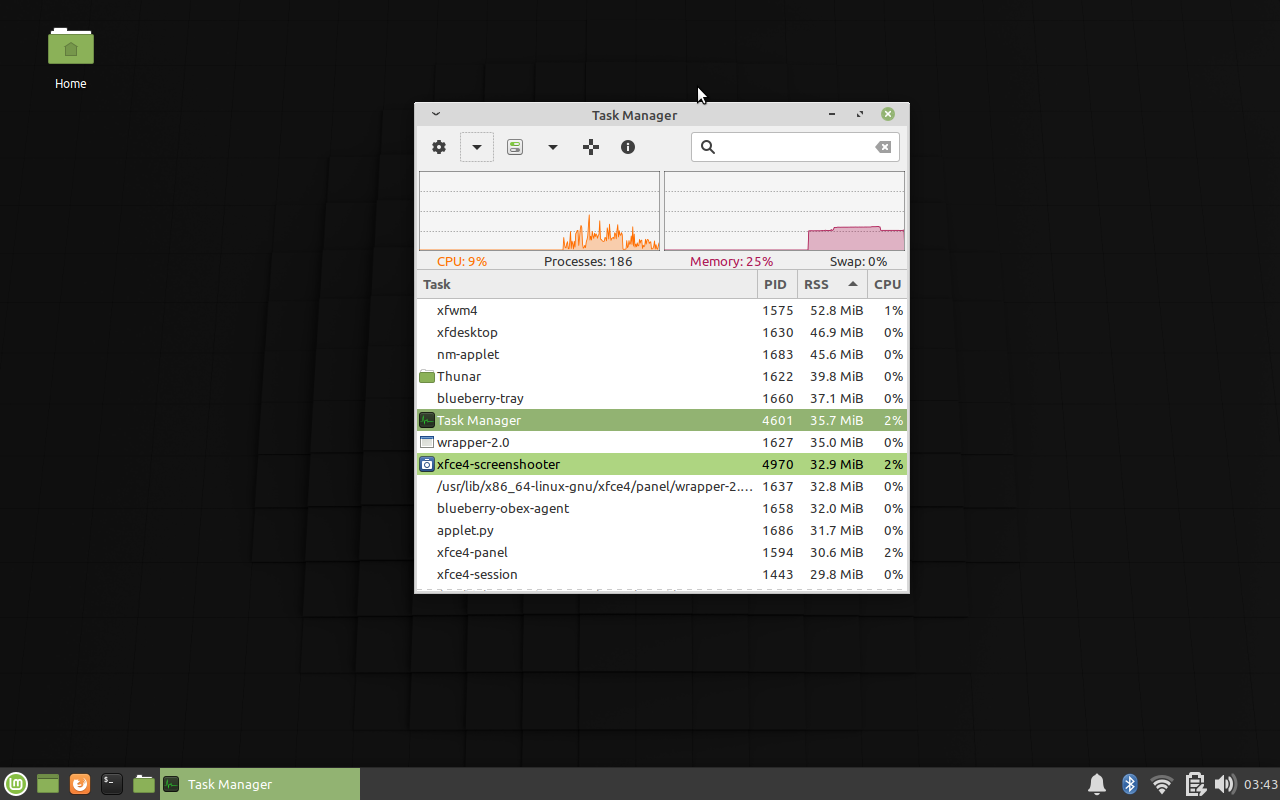 Home
Task Manager
CPU: 9% Processes: 186 Memory: 25% Swap: 0%
Task PID RSS CPU
xfwm4 1575 52.8 MiB 1%
xfdesktop 1630 46.9 MiB 0%
nm-applet 1683 45.6 MiB 0%
Thunar 1622 39.8 MiB 0%
blueberry-tray 1660 37.1 MiB 0%
Task Manager 4601 35.7 MiB 2%
wrapper-2.0 1627 35.0 MiB 0%
xfce4-screenshooter 4970 32.9 MiB 2%
/usr/lib/x86_64-linux-gnu/xfce4/panel/wrapper-2.... 1637 32.8 MiB 0%
blueberry-obex-agent 1658 32.0 MiB 0%
applet.py 1686 31.7 MiB 0%
xfce4-panel 1594 30.6 MiB 2%
xfce4-session 1443 29.8 MiB 0%
Task Manager 03:43